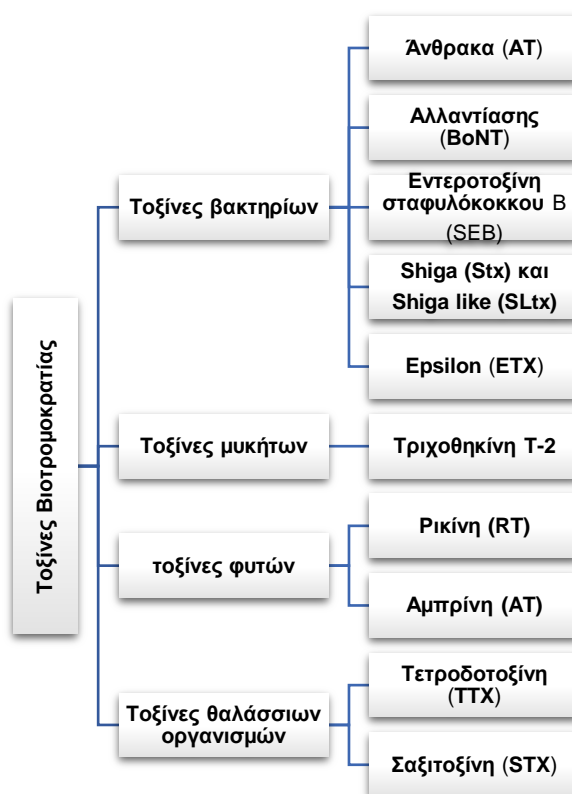 Τοξίνες Βιοτρομοκρατίας
Τοξίνες βακτηρίων
Άνθρακα (AT)
Αλλαντίασης
(BoNT)
Εντεροτοξίνη
σταφυλόκοκκου B
(SEB)
Shiga (Stx) και
Shiga like (SLtx)
Epsilon (ETX)
Τοξίνες μυκήτων
Τριχοθηκίνη T-2
τοξίνες φυτών
Ρικίνη (RT)
Αμπρίνη (AT)
Τοξίνες θαλάσσιων
οργανισμών
Τετροδοτοξίνη
(TTX)
Σαξιτοξίνη (STX)